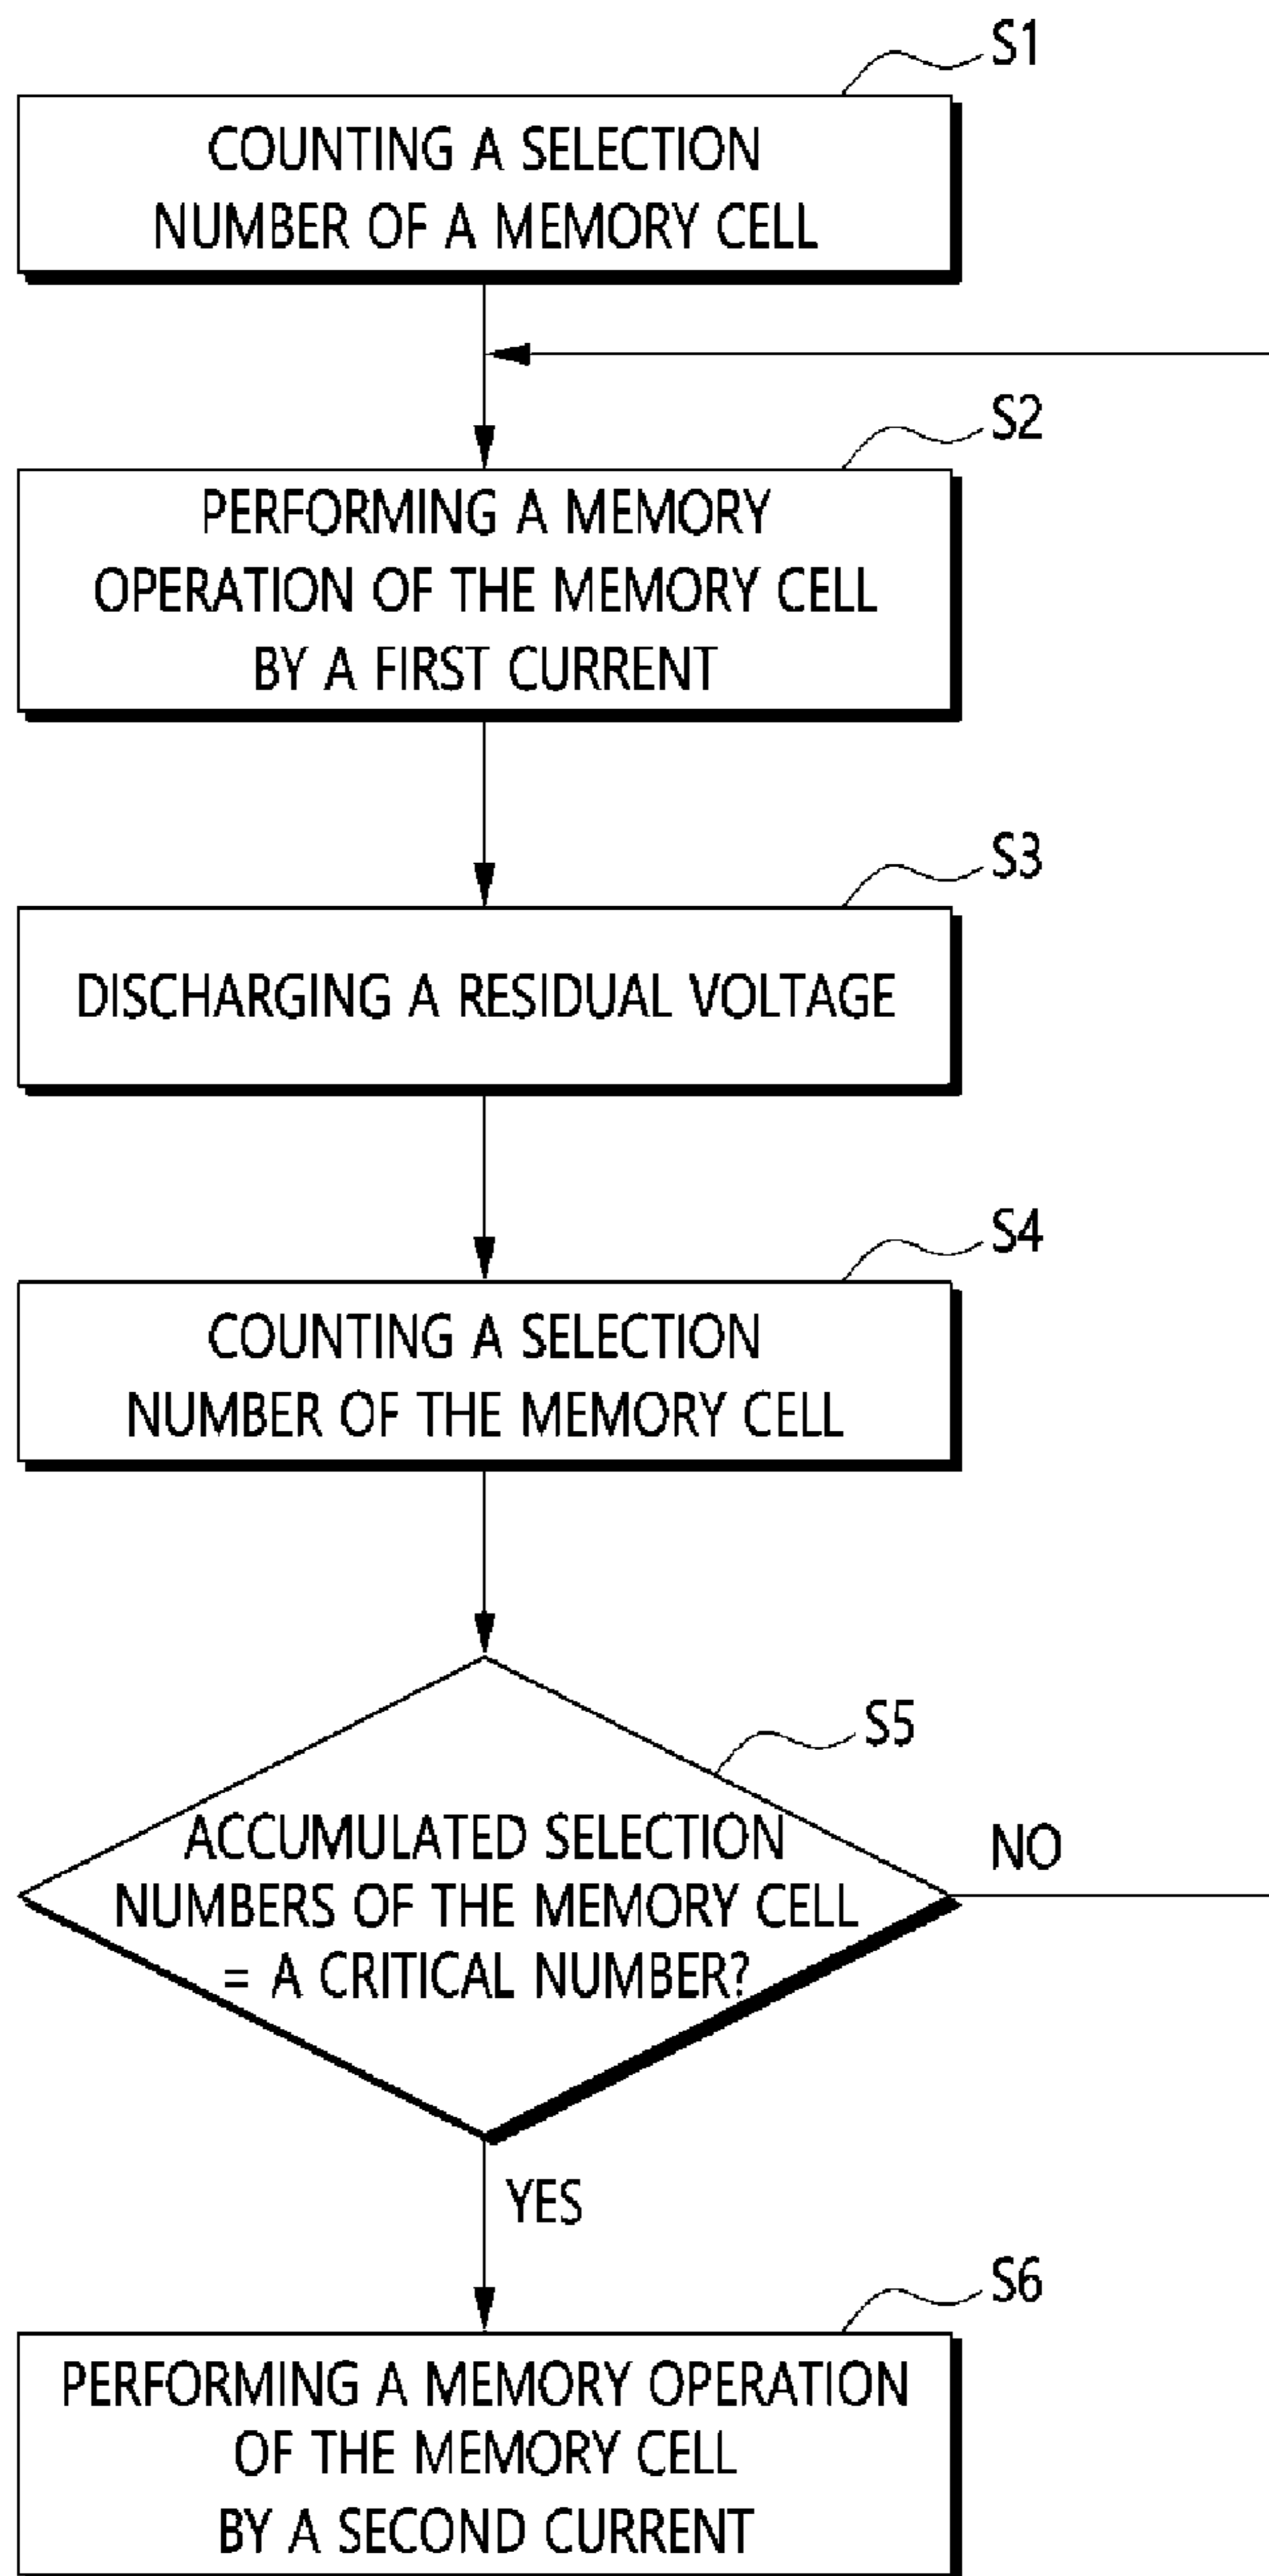 S1
COUNTING A SELECTION
NUMBER OF A MEMORY CELL
S2
PERFORMING A MEMORY
OPERATION OF THE MEMORY CELL
BY A FIRST CURRENT
S3
DISCHARGING A RESIDUAL VOLTAGE
S4
COUNTING A SELECTION
NUMBER OF THE MEMORY CELL
S5
ACCUMULATED SELECTION
NUMBERS OF THE MEMORY CELL
= A CRITICAL NUMBER?
NO
YES
S6
PERFORMING A MEMORY OPERATION
OF THE MEMORY CELL
BY A SECOND CURRENT